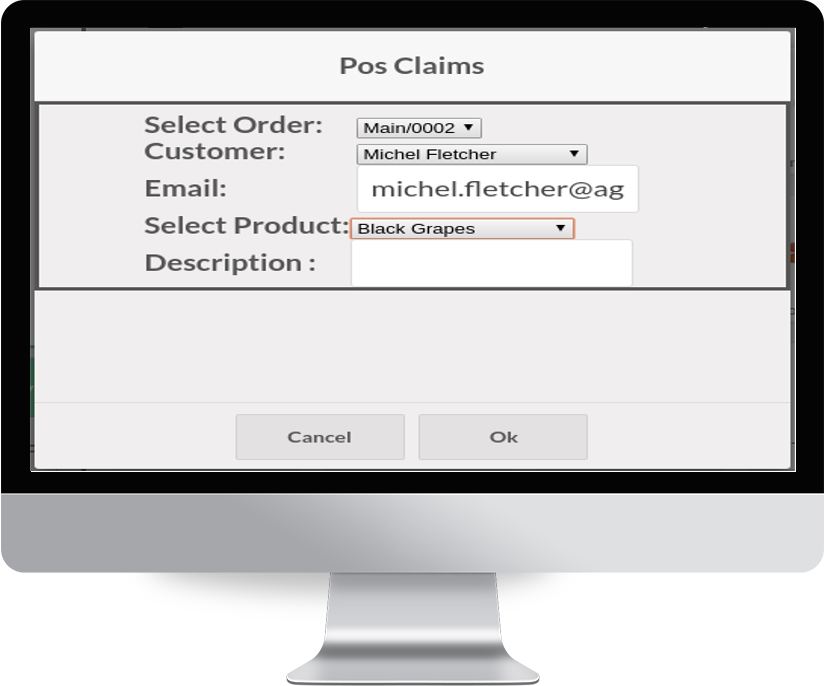 Pos Claims
Select Order: Main/0002
Customer: Michel Fletcher
Email: michel.fletcher@ag
Select Product: Black Grapes
Description :
Cancel Ok